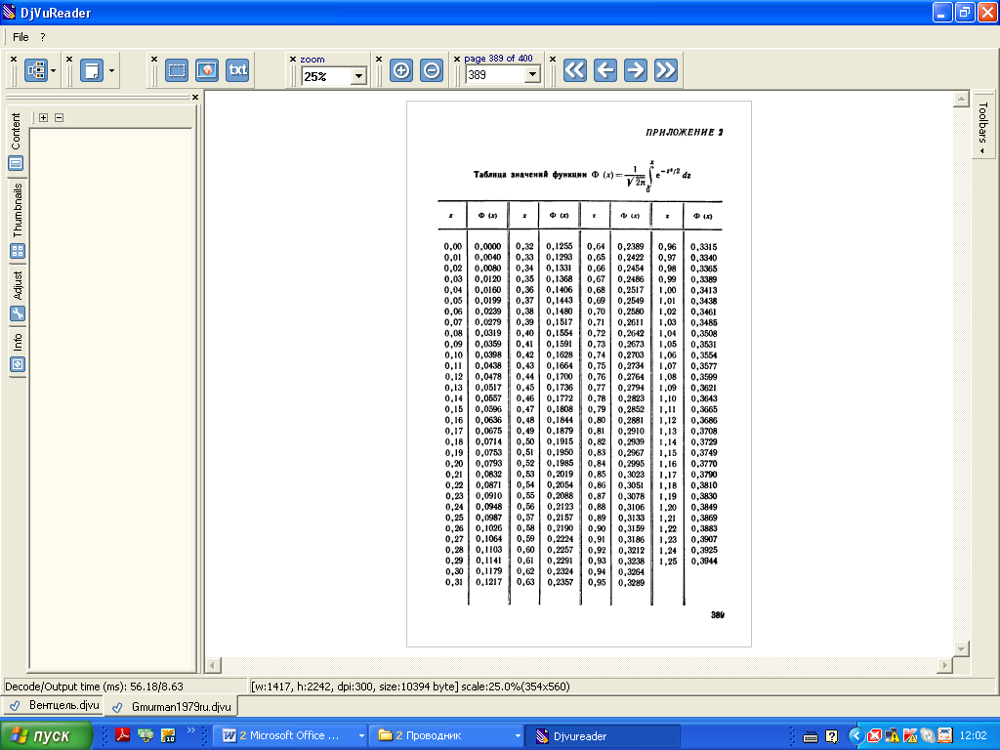 DjVuReader
File ?
zoom
25%
txt
page 389 of 400
389
Content
Thumbnails
Adjust
Info
Toolbars
ПРИЛОЖЕНИЕ 2
Таблица значений функции Ф (x) = 1/√2π ∫ 0 x e −z²/2 dz
x Ф (x) x Ф (x) x Ф (x) x Ф (x)
0,00 0,0000 0,32 0,1255 0,64 0,2389 0,96 0,3315
0,01 0,0040 0,33 0,1293 0,65 0,2422 0,97 0,3340
0,02 0,0080 0,34 0,1331 0,66 0,2454 0,98 0,3365
0,03 0,0120 0,35 0,1368 0,67 0,2486 0,99 0,3389
0,04 0,0160 0,36 0,1406 0,68 0,2517 1,00 0,3413
0,05 0,0199 0,37 0,1443 0,69 0,2549 1,01 0,3438
0,06 0,0239 0,38 0,1480 0,70 0,2580 1,02 0,3461
0,07 0,0279 0,39 0,1517 0,71 0,2611 1,03 0,3485
0,08 0,0319 0,40 0,1554 0,72 0,2642 1,04 0,3508
0,09 0,0359 0,41 0,1591 0,73 0,2673 1,05 0,3531
0,10 0,0398 0,42 0,1628 0,74 0,2703 1,06 0,3554
0,11 0,0438 0,43 0,1664 0,75 0,2734 1,07 0,3577
0,12 0,0478 0,44 0,1700 0,76 0,2764 1,08 0,3599
0,13 0,0517 0,45 0,1736 0,77 0,2794 1,09 0,3621
0,14 0,0557 0,46 0,1772 0,78 0,2823 1,10 0,3643
0,15 0,0596 0,47 0,1808 0,79 0,2852 1,11 0,3665
0,16 0,0636 0,48 0,1844 0,80 0,2881 1,12 0,3686
0,17 0,0675 0,49 0,1879 0,81 0,2910 1,13 0,3708
0,18 0,0714 0,50 0,1915 0,82 0,2939 1,14 0,3729
0,19 0,0753 0,51 0,1950 0,83 0,2967 1,15 0,3749
0,20 0,0793 0,52 0,1985 0,84 0,2995 1,16 0,3770
0,21 0,0832 0,53 0,2019 0,85 0,3023 1,17 0,3790
0,22 0,0871 0,54 0,2054 0,86 0,3051 1,18 0,3810
0,23 0,0910 0,55 0,2088 0,87 0,3078 1,19 0,3830
0,24 0,0948 0,56 0,2123 0,88 0,3106 1,20 0,3849
0,25 0,0987 0,57 0,2157 0,89 0,3133 1,21 0,3869
0,26 0,1026 0,58 0,2190 0,90 0,3159 1,22 0,3883
0,27 0,1064 0,59 0,2224 0,91 0,3186 1,23 0,3907
0,28 0,1103 0,60 0,2257 0,92 0,3212 1,24 0,3925
0,29 0,1141 0,61 0,2291 0,93 0,3238 1,25 0,3944
0,30 0,1179 0,62 0,2324 0,94 0,3264
0,31 0,1217 0,63 0,2357 0,95 0,3289
389
Decode/Output time (ms): 56.18/8.63
[w:1417, h:2242, dpi:300, size:10394 byte] scale:25.0%(354x560)
Вентцель.djvu
Gmurman1979ru.djvu
пуск
2 Microsoft Office ...
2 Проводник
Djvureader
12:02